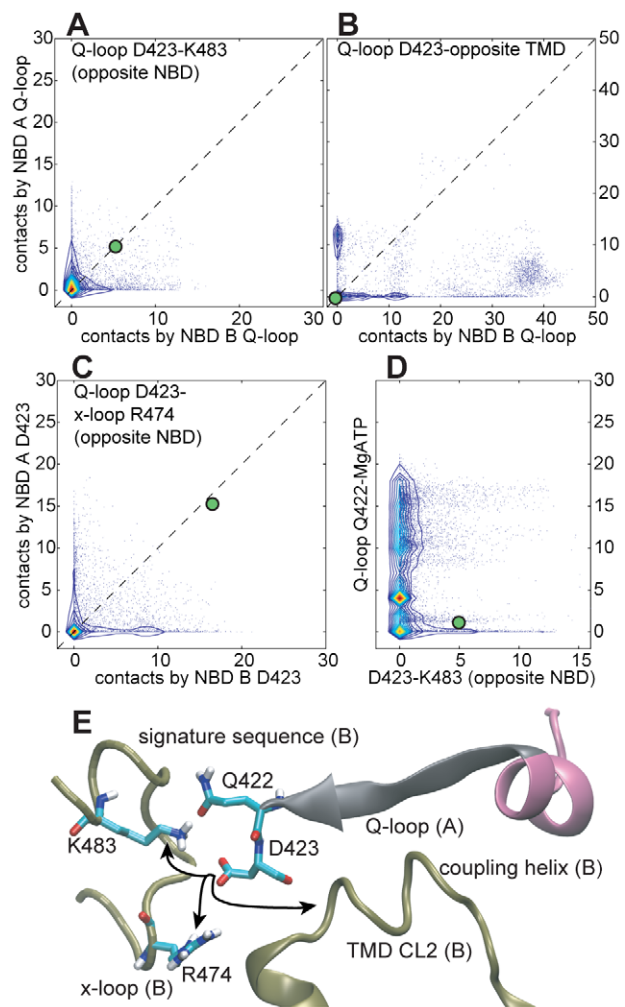 A
B
30
25
20
15
10
5
0
0
10
20
30
Q-loop D423-K483
(opposite NBD)
contacts by NBD A Q-loop
contacts by NBD B Q-loop
Q-loop D423-opposite TMD
50
40
30
20
10
0
0
10
20
30
40
50
contacts by NBD B Q-loop
C
D
30
25
20
15
10
5
0
0
10
20
30
Q-loop D423-
x-loop R474
(opposite NBD)
contacts by NBD A D423
contacts by NBD B D423
30
25
20
15
10
5
0
0
5
10
15
Q-loop Q422-MgATP
D423-K483 (opposite NBD)
E
signature sequence (B)
Q422
K483
D423
Q-loop (A)
coupling helix (B)
TMD CL2 (B)
R474
x-loop (B)